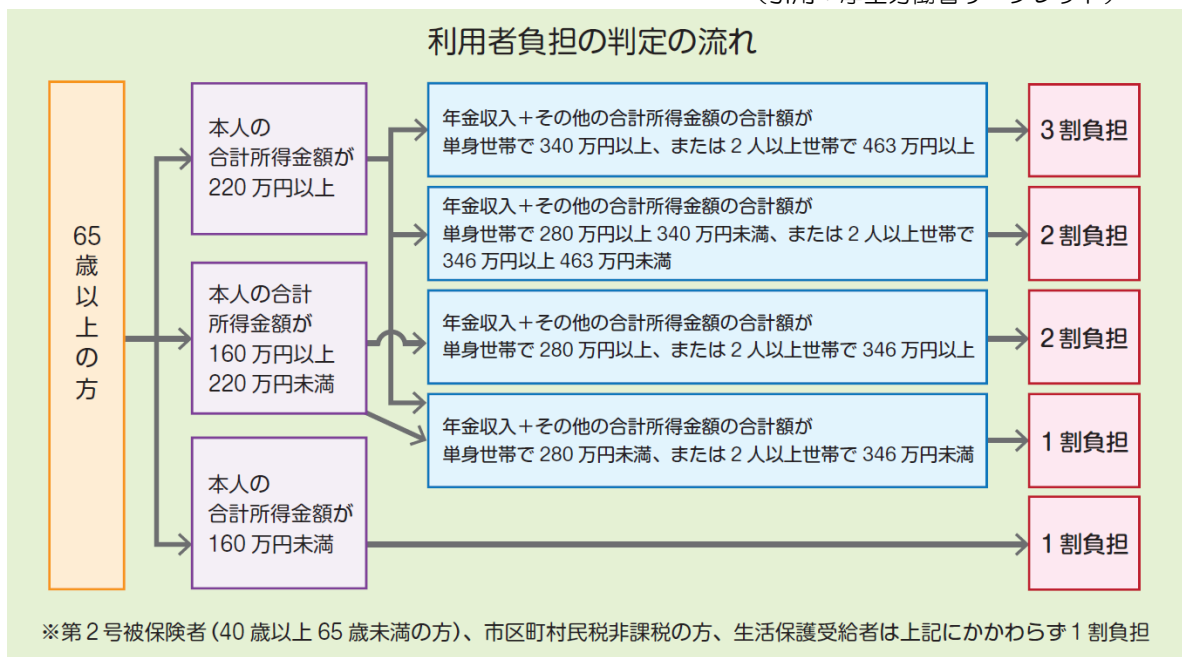 利用者負担の判定の流れ
65歳以上の方
本人の
合計所得金額が
220万円以上
年金収入＋その他の合計所得金額の合計額が
単身世帯で340万円以上、または2人以上世帯で463万円以上
3割負担
年金収入＋その他の合計所得金額の合計額が
単身世帯で280万円以上340万円未満、または2人以上世帯で
346万円以上463万円未満
2割負担
本人の合計
所得金額が
160万円以上
220万円未満
年金収入＋その他の合計所得金額の合計額が
単身世帯で280万円以上、または2人以上世帯で346万円以上
2割負担
年金収入＋その他の合計所得金額の合計額が
単身世帯で280万円未満、または2人以上世帯で346万円未満
1割負担
本人の
合計所得金額が
160万円未満
1割負担
※第2号被保険者(40歳以上65歳未満の方)、市区町村民税非課税の方、生活保護受給者は上記にかかわらず1割負担